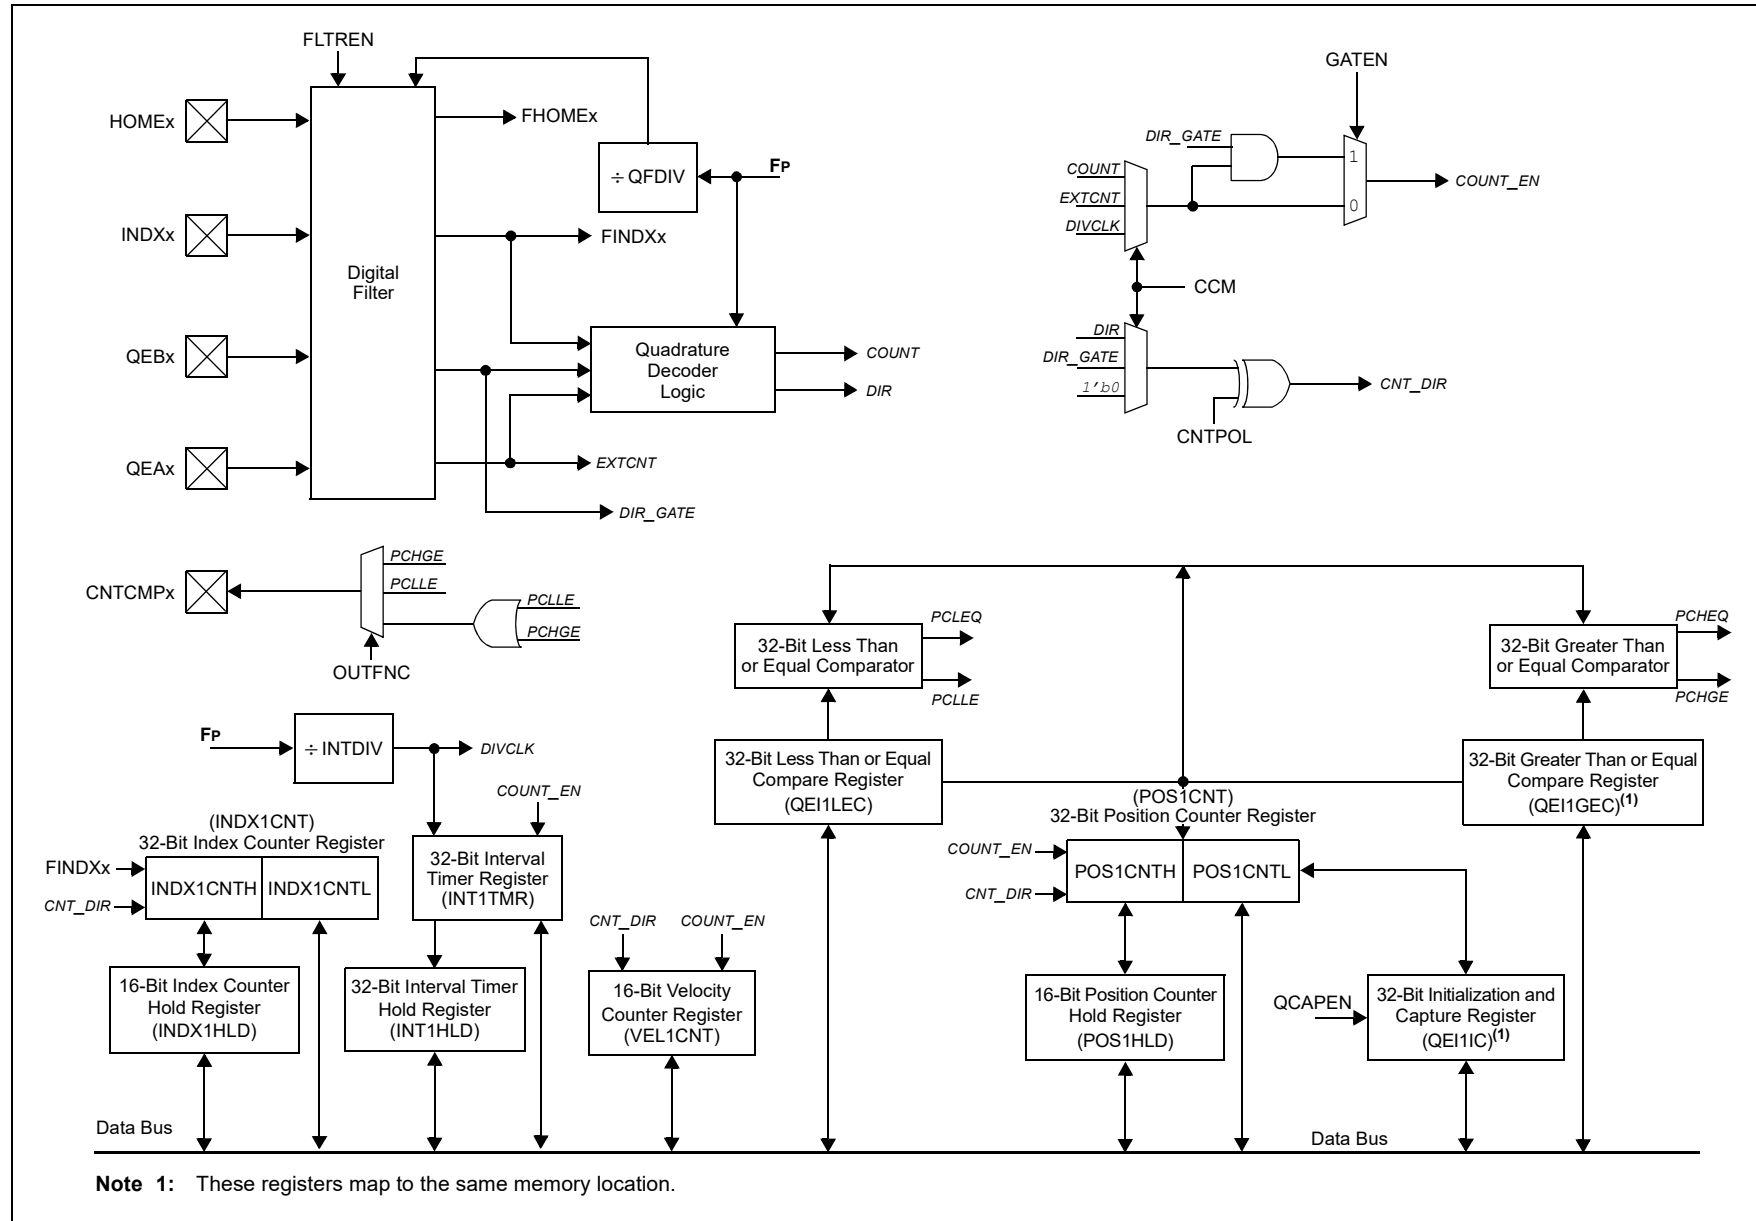 FLTREN
HOMEx
INDXx
QEBx
QEAx
Digital
Filter
FHOMEx
÷ QFDIV
FP
FINDXx
Quadrature
Decoder
Logic
COUNT
DIR
EXTCNT
DIR_GATE
GATEN
DIR_GATE
COUNT
EXTCNT
DIVCLK
1
0
COUNT_EN
CCM
DIR
DIR_GATE
1'b0
CNT_DIR
CNTPOL
CNTCMPx
PCHGE
PCLLE
PCLLE
PCHGE
OUTFNC
32-Bit Less Than
or Equal Comparator
PCLEQ
PCLLE
32-Bit Greater Than
or Equal Comparator
PCHEQ
PCHGE
FP
÷ INTDIV
DIVCLK
COUNT_EN
32-Bit Less Than or Equal
Compare Register
(QEI1LEC)
32-Bit Greater Than or Equal
Compare Register
(QEI1GEC)(1)
(POS1CNT)
32-Bit Position Counter Register
COUNT_EN
CNT_DIR
POS1CNTH
POS1CNTL
(INDX1CNT)
32-Bit Index Counter Register
FINDXx
CNT_DIR
INDX1CNTH
INDX1CNTL
32-Bit Interval
Timer Register
(INT1TMR)
CNT_DIR
COUNT_EN
16-Bit Index Counter
Hold Register
(INDX1HLD)
32-Bit Interval Timer
Hold Register
(INT1HLD)
16-Bit Velocity
Counter Register
(VEL1CNT)
16-Bit Position Counter
Hold Register
(POS1HLD)
QCAPEN
32-Bit Initialization and
Capture Register
(QEI1IC)(1)
Data Bus
Data Bus
Note 1: These registers map to the same memory location.